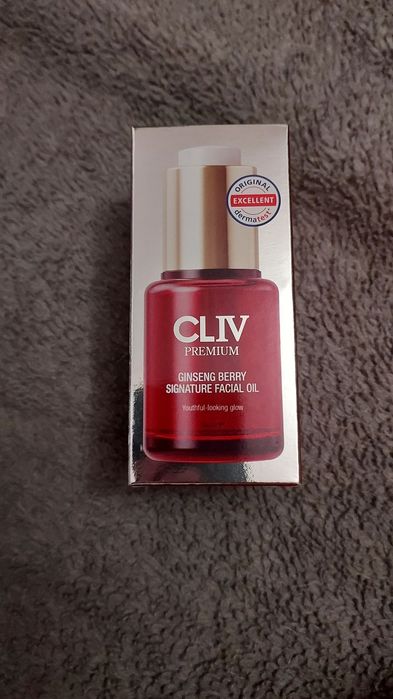 ORIGINAL
EXCELLENT
dermatest
CLIV
PREMIUM
GINSENG BERRY
SIGNATURE FACIAL OIL
Youthful-looking glow